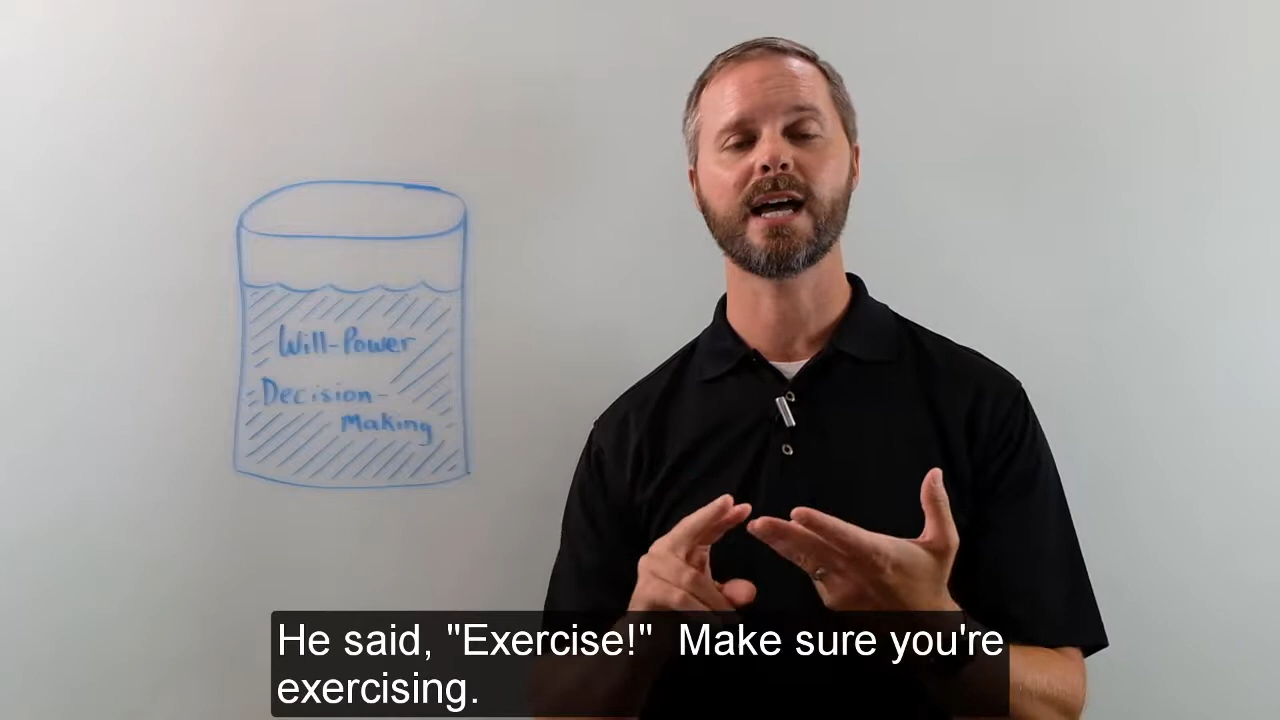 Will-Power
Decision-
Making
He said, "Exercise!"  Make sure you're
exercising.